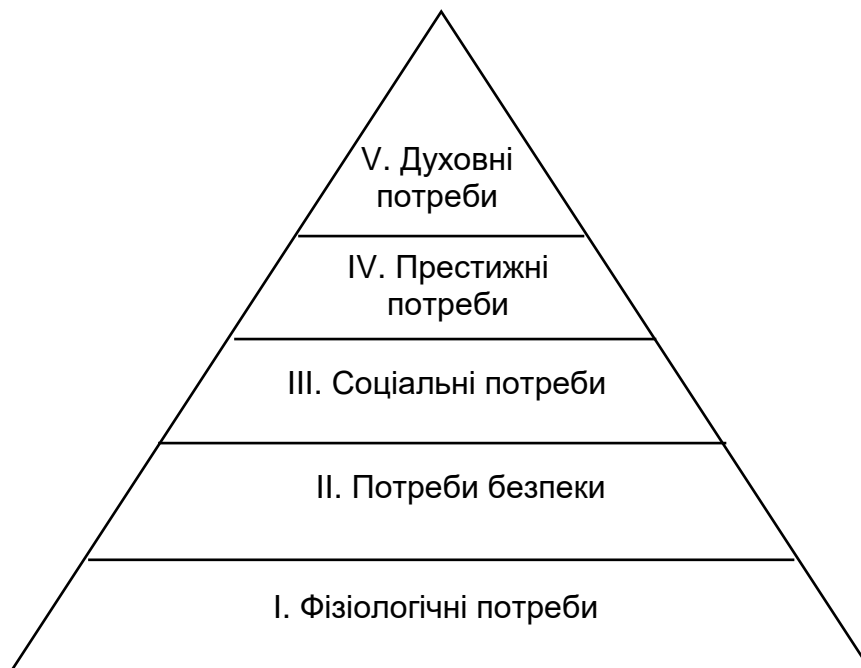 V. Духовні
потреби
IV. Престижні
потреби
III. Соціальні потреби
II. Потреби безпеки
I. Фізіологічні потреби